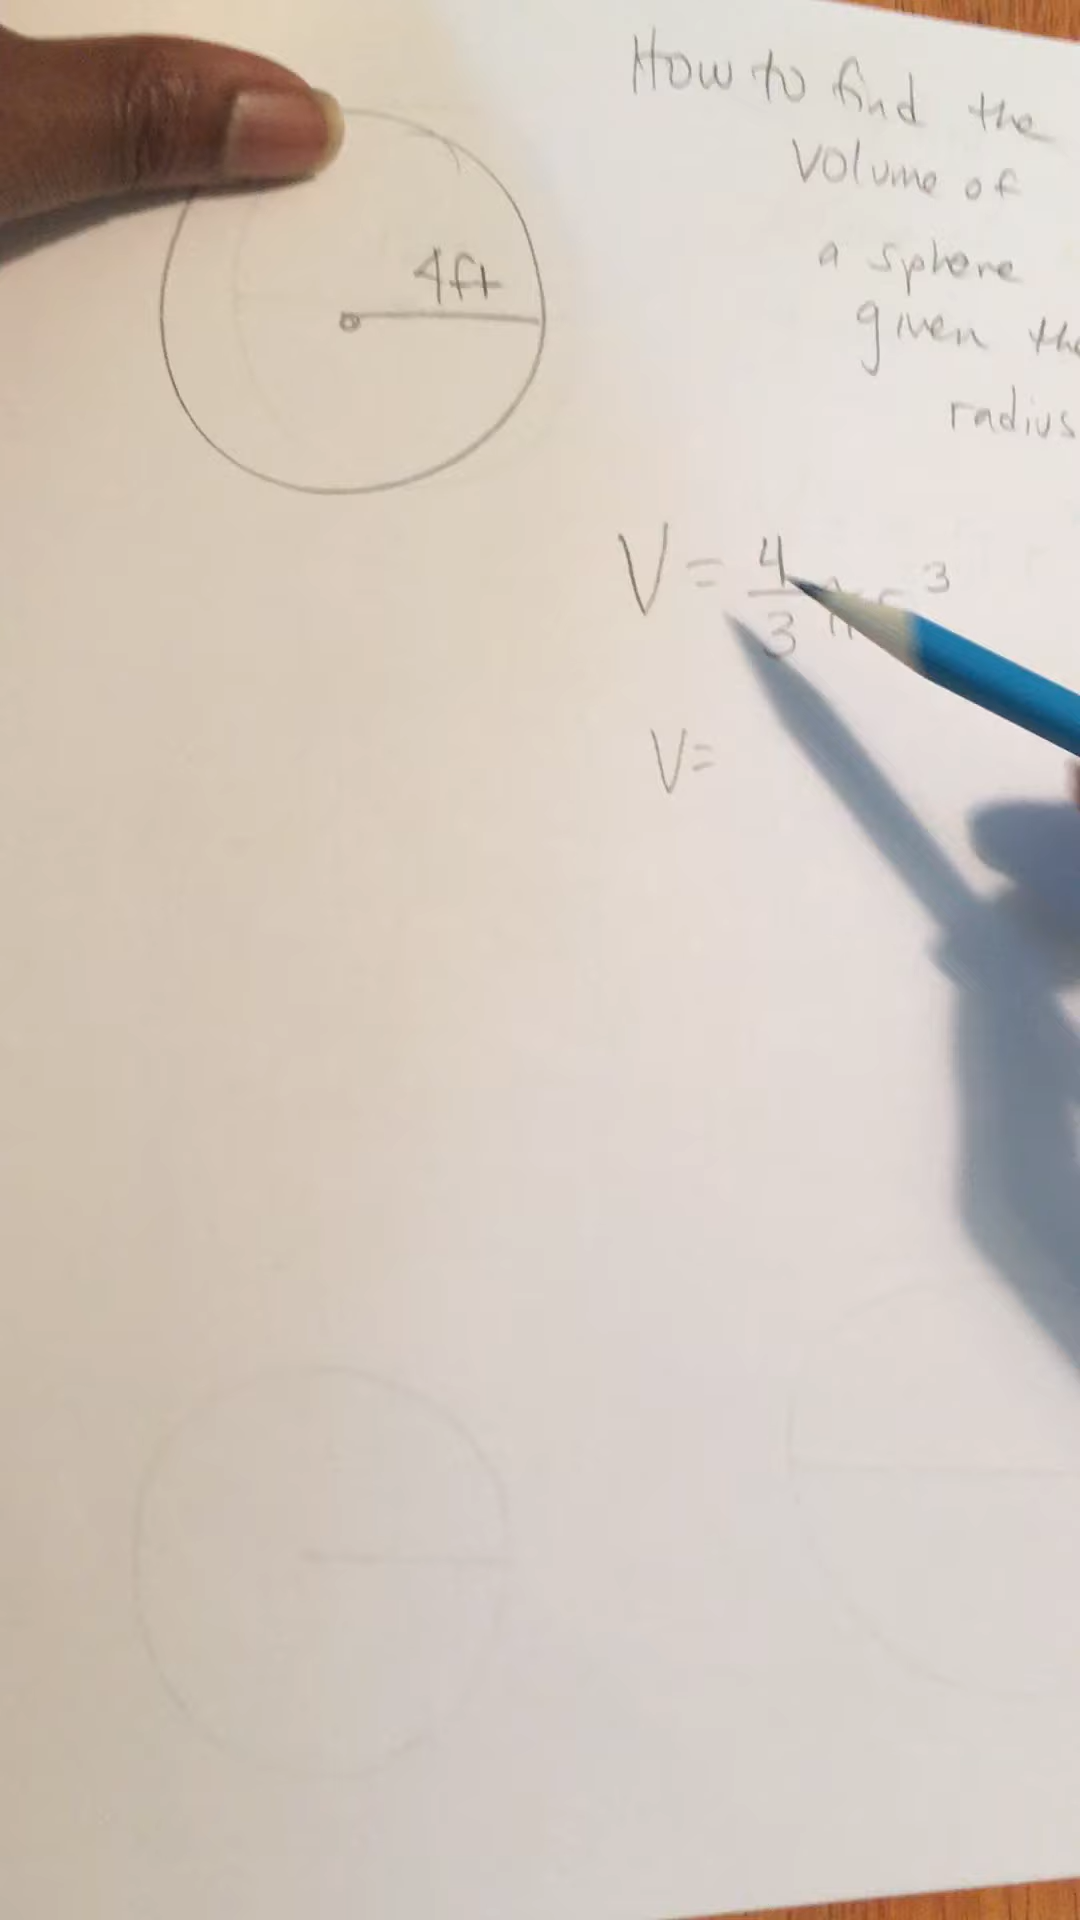 How to find the
Volume of
a sphere
given the
radius
4ft
V = 4/3 πr³
V=